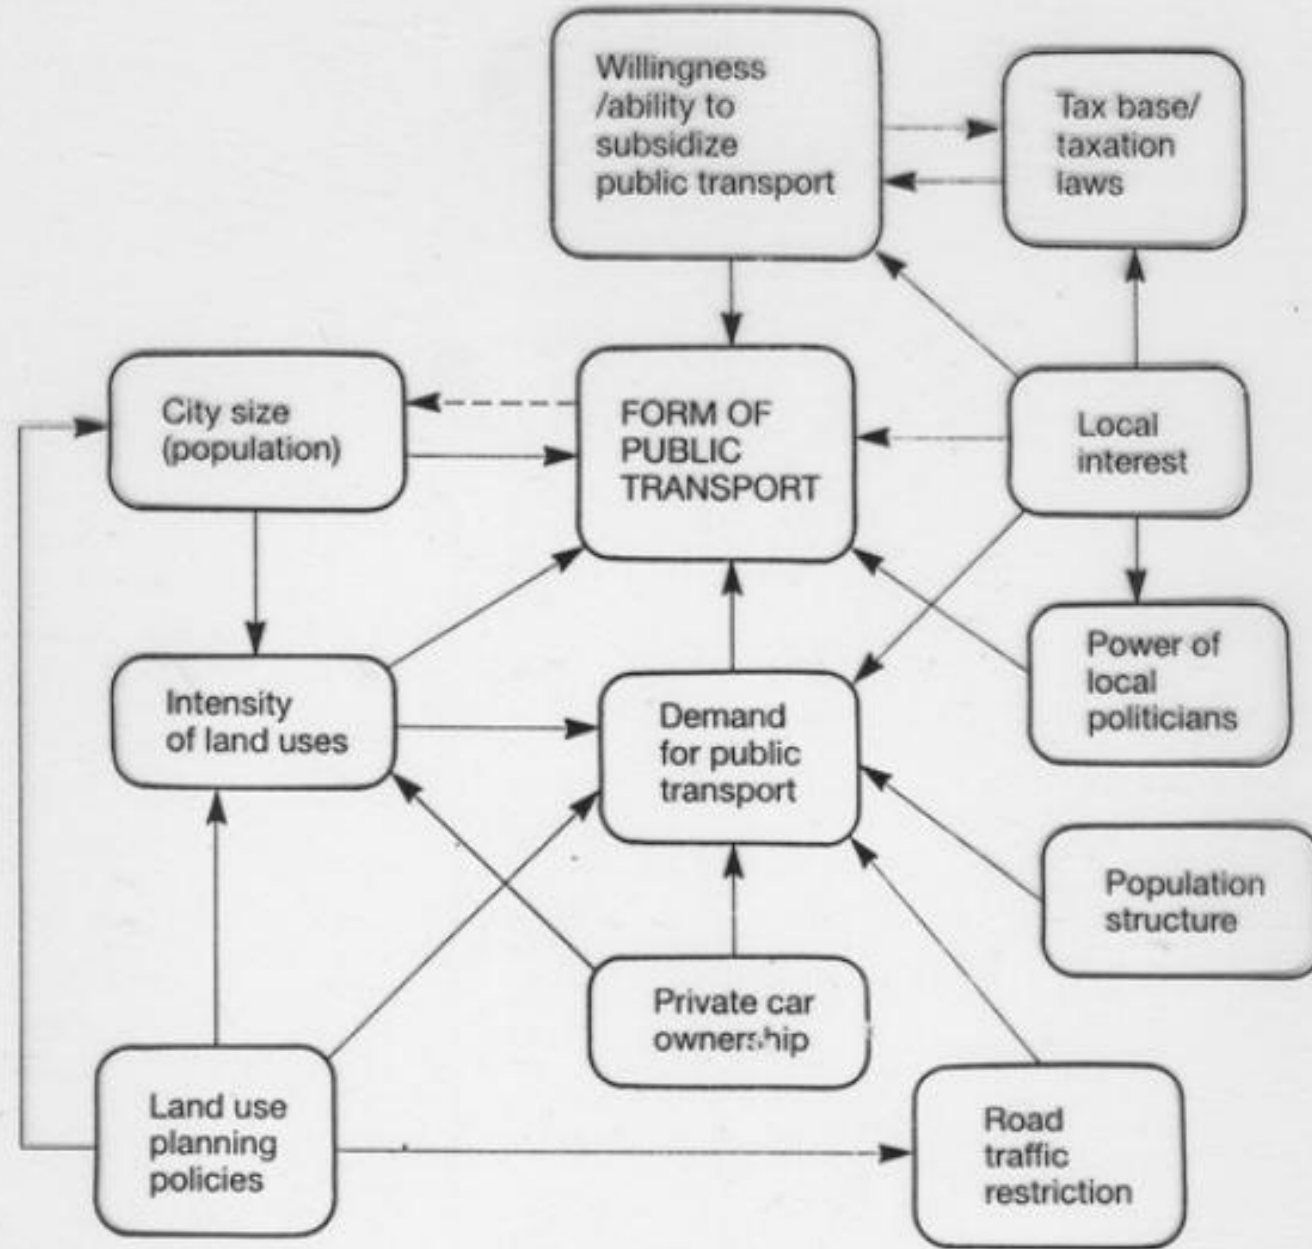 Willingness
/ability to
subsidize
public transport
Tax base/
taxation
laws
City size
(population)
FORM OF
PUBLIC
TRANSPORT
Local
interest
Intensity
of land uses
Demand
for public
transport
Power of
local
politicians
Population
structure
Private car
ownership
Land use
planning
policies
Road
traffic
restriction